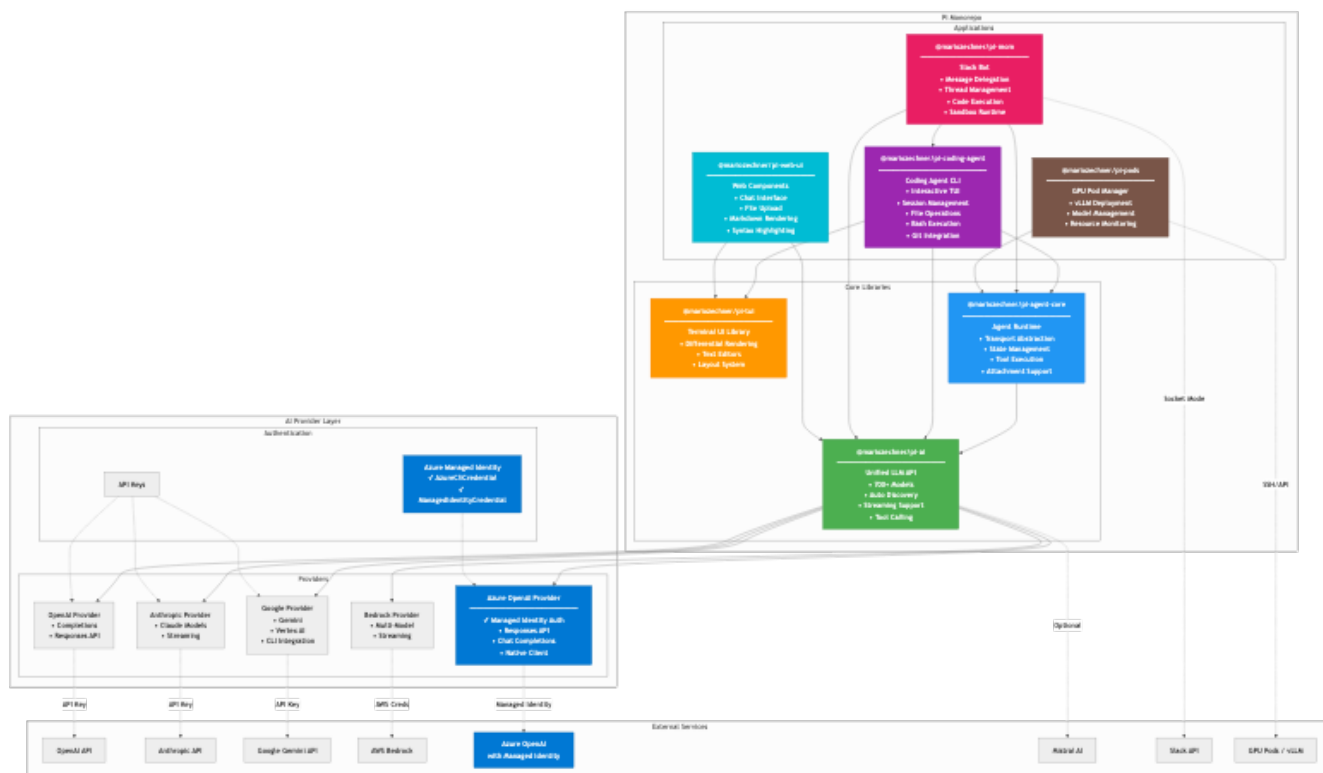 Pi Monorepo
Applications
@mariozechner/pi-mom
Slack Bot
• Message Delegation
• Thread Management
• Code Execution
• Sandbox Runtime
@mariozechner/pi-web-ui
Web Components
• Chat Interface
• File Upload
• Markdown Rendering
• Syntax Highlighting
@mariozechner/pi-coding-agent
Coding Agent CLI
• Interactive TUI
• Session Management
• File Operations
• Bash Execution
• Git Integration
@mariozechner/pi-pods
GPU Pod Manager
• vLLM Deployment
• Model Management
• Resource Monitoring
Core Libraries
@mariozechner/pi-tui
Terminal UI Library
• Differential Rendering
• Text Editors
• Layout System
@mariozechner/pi-agent-core
Agent Runtime
• Transport Abstraction
• State Management
• Tool Execution
• Attachment Support
Socket Mode
SSH/API
@mariozechner/pi-ai
Unified LLM API
• 700+ Models
• Auto Discovery
• Streaming Support
• Tool Calling
AI Provider Layer
Authentication
API Keys
Azure Managed Identity
✓ AzureCliCredential
✓
ManagedIdentityCredential
Providers
OpenAI Provider
• Completions
• Responses API
Anthropic Provider
• Claude Models
• Streaming
Google Provider
• Gemini
• Vertex AI
• CLI Integration
Bedrock Provider
• Multi-Model
• Streaming
Azure OpenAI Provider
✓ Managed Identity Auth
• Responses API
• Chat Completions
• Native Client
Optional
API Key
API Key
API Key
AWS Creds
Managed Identity
External Services
OpenAI API
Anthropic API
Google Gemini API
AWS Bedrock
Azure OpenAI
with Managed Identity
Mistral AI
Slack API
GPU Pods / vLLM